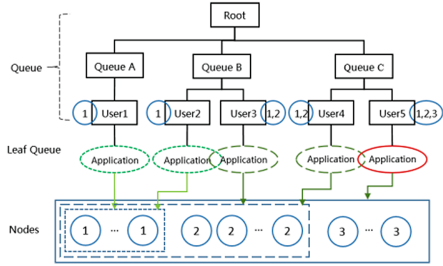 Root
Queue
Queue A
Queue B
Queue C
1
User1
1
User2
User3
1,2
1,2
User4
User5
1,2,3
Leaf Queue
Application
Application
Application
Application
Application
Nodes
1
...
1
2
2
...
2
3
...
3